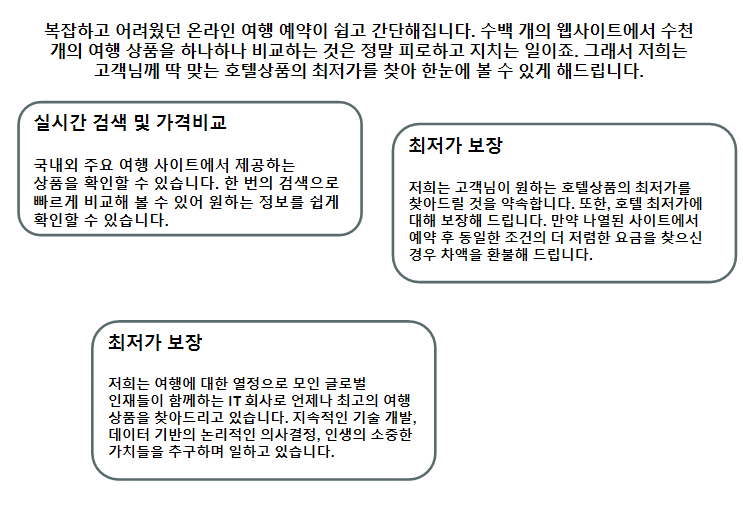 복잡하고 어려웠던 온라인 여행 예약이 쉽고 간단해집니다. 수백 개의 웹사이트에서 수천
개의 여행 상품을 하나하나 비교하는 것은 정말 피로하고 지치는 일이죠. 그래서 저희는
고객님께 딱 맞는 호텔상품의 최저가를 찾아 한눈에 볼 수 있게 해드립니다.
실시간 검색 및 가격비교
국내외 주요 여행 사이트에서 제공하는
상품을 확인할 수 있습니다. 한 번의 검색으로
빠르게 비교해 볼 수 있어 원하는 정보를 쉽게
확인할 수 있습니다.
최저가 보장
저희는 고객님이 원하는 호텔상품의 최저가를
찾아드릴 것을 약속합니다. 또한, 호텔 최저가에
대해 보장해 드립니다. 만약 나열된 사이트에서
예약 후 동일한 조건의 더 저렴한 요금을 찾으신
경우 차액을 환불해 드립니다.
최저가 보장
저희는 여행에 대한 열정으로 모인 글로벌
인재들이 함께하는 IT 회사로 언제나 최고의 여행
상품을 찾아드리고 있습니다. 지속적인 기술 개발,
데이터 기반의 논리적인 의사결정, 인생의 소중한
가치들을 추구하며 일하고 있습니다.